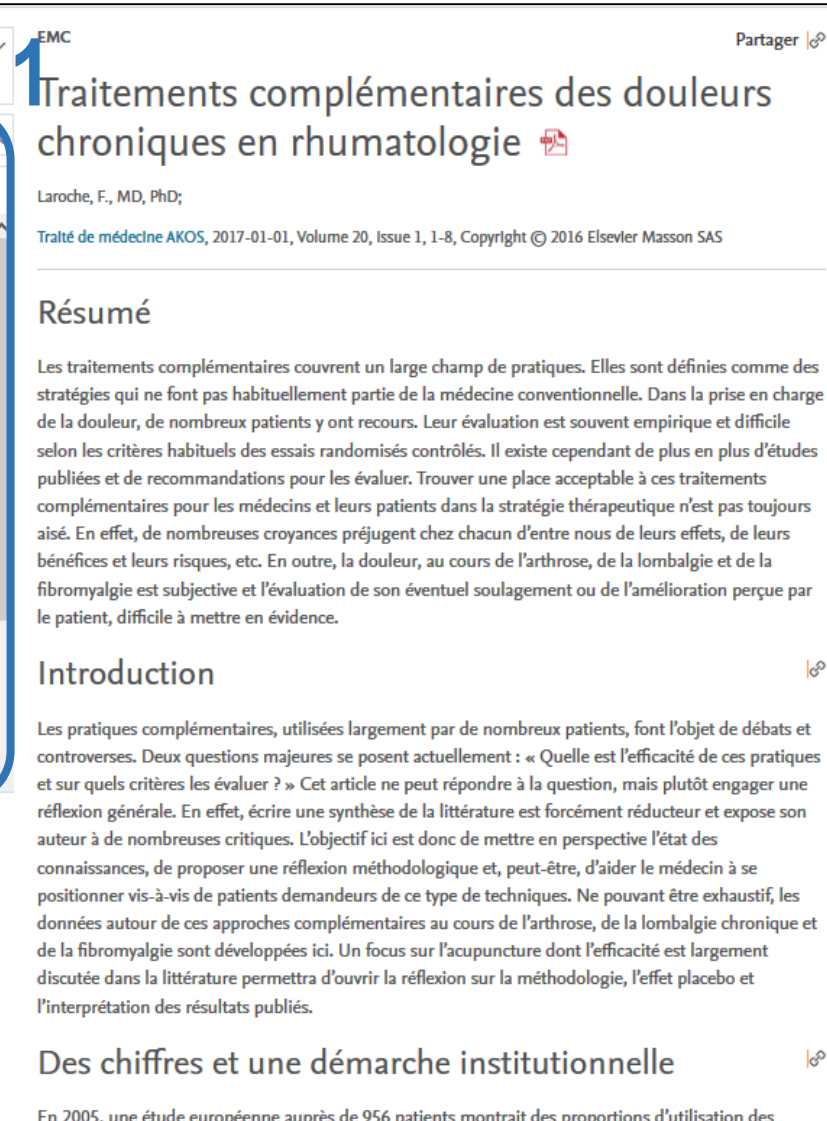 EMC
Partager
1
Traitements complémentaires des douleurs
chroniques en rhumatologie
Laroche, F., MD, PhD;
Traité de médecine AKOS, 2017-01-01, Volume 20, Issue 1, 1-8, Copyright © 2016 Elsevier Masson SAS
Résumé
Les traitements complémentaires couvrent un large champ de pratiques. Elles sont définies comme des
stratégies qui ne font pas habituellement partie de la médecine conventionnelle. Dans la prise en charge
de la douleur, de nombreux patients y ont recours. Leur évaluation est souvent empirique et difficile
selon les critères habituels des essais randomisés contrôlés. Il existe cependant de plus en plus d’études
publiées et de recommandations pour les évaluer. Trouver une place acceptable à ces traitements
complémentaires pour les médecins et leurs patients dans la stratégie thérapeutique n’est pas toujours
aisé. En effet, de nombreuses croyances préjugent chez chacun d’entre nous de leurs effets, de leurs
bénéfices et leurs risques, etc. En outre, la douleur, au cours de l’arthrose, de la lombalgie et de la
fibromyalgie est subjective et l’évaluation de son éventuel soulagement ou de l’amélioration perçue par
le patient, difficile à mettre en évidence.
Introduction
Les pratiques complémentaires, utilisées largement par de nombreux patients, font l’objet de débats et
controverses. Deux questions majeures se posent actuellement : « Quelle est l’efficacité de ces pratiques
et sur quels critères les évaluer ? » Cet article ne peut répondre à la question, mais plutôt engager une
réflexion générale. En effet, écrire une synthèse de la littérature est forcément réducteur et expose son
auteur à de nombreuses critiques. L’objectif ici est donc de mettre en perspective l’état des
connaissances, de proposer une réflexion méthodologique et, peut-être, d’aider le médecin à se
positionner vis-à-vis de patients demandeurs de ce type de techniques. Ne pouvant être exhaustif, les
données autour de ces approches complémentaires au cours de l’arthrose, de la lombalgie chronique et
de la fibromyalgie sont développées ici. Un focus sur l’acupuncture dont l’efficacité est largement
discutée dans la littérature permettra d’ouvrir la réflexion sur la méthodologie, l’effet placebo et
l’interprétation des résultats publiés.
Des chiffres et une démarche institutionnelle
En 2005, une étude européenne auprès de 956 patients montrait des proportions d’utilisation des